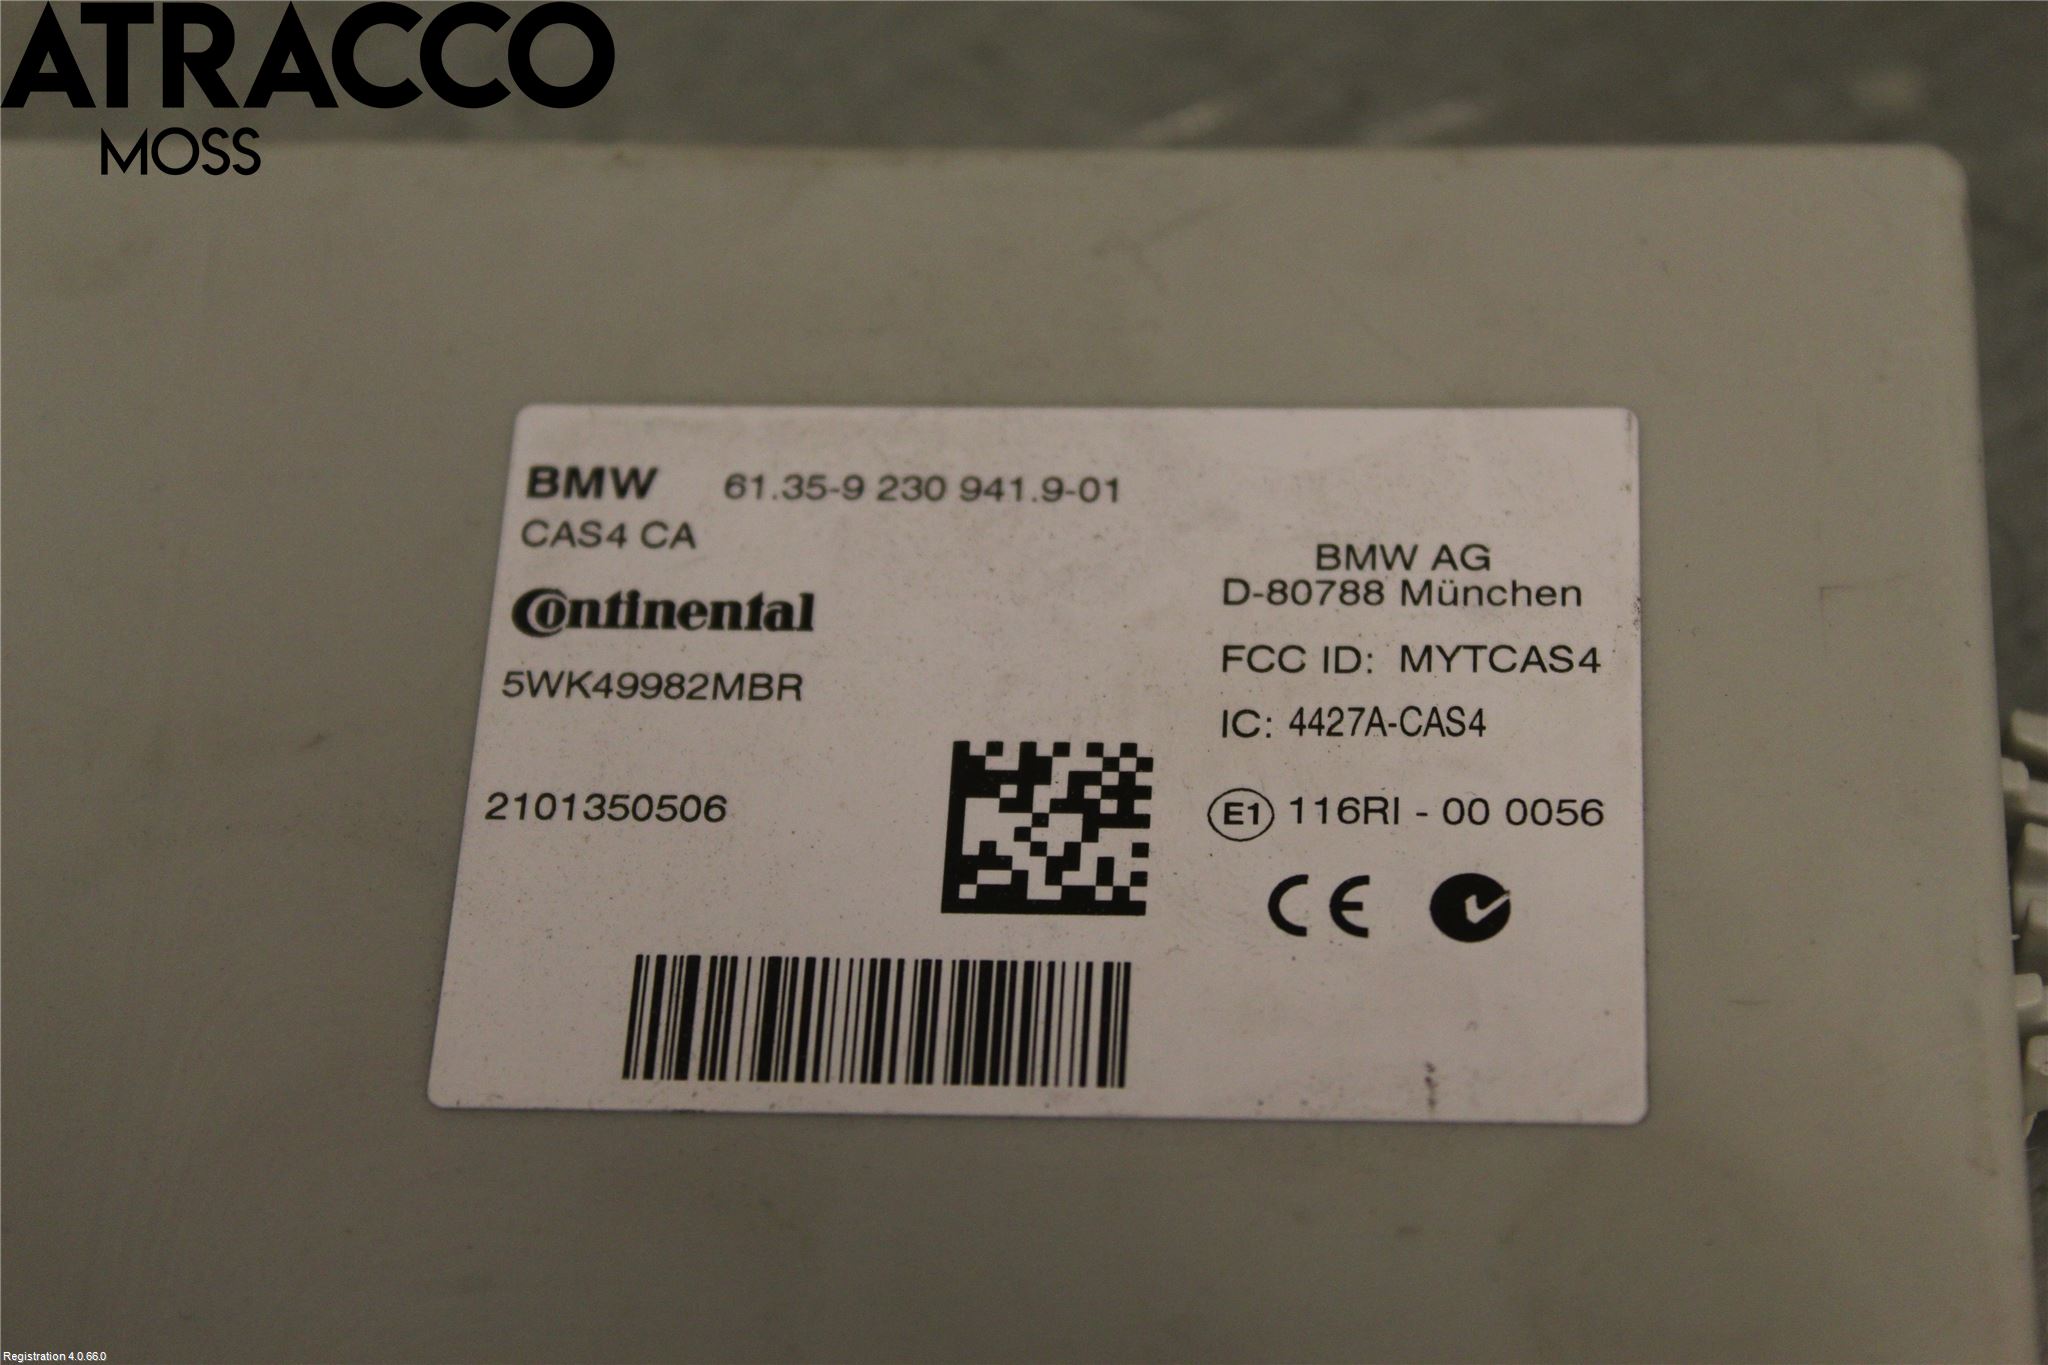 ATRACCO
MOSS
BMW 61.35-9 230 941.9-01
CAS4 CA
Continental
5WK49982MBR
2101350506
BMW AG
D-80788 München
FCC ID: MYTCAS4
IC: 4427A-CAS4
E1 116RI - 00 0056
CE
Registration 4.0.66.0